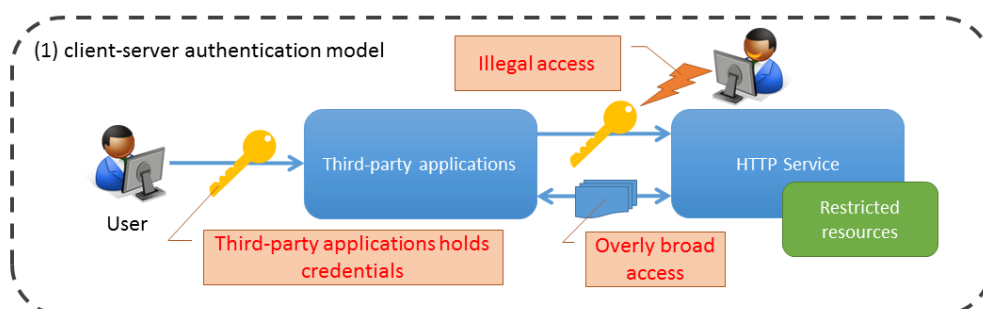 (1) client-server authentication model
Illegal access
Third-party applications
HTTP Service
User
Restricted
resources
Third-party applications holds
credentials
Overly broad
access